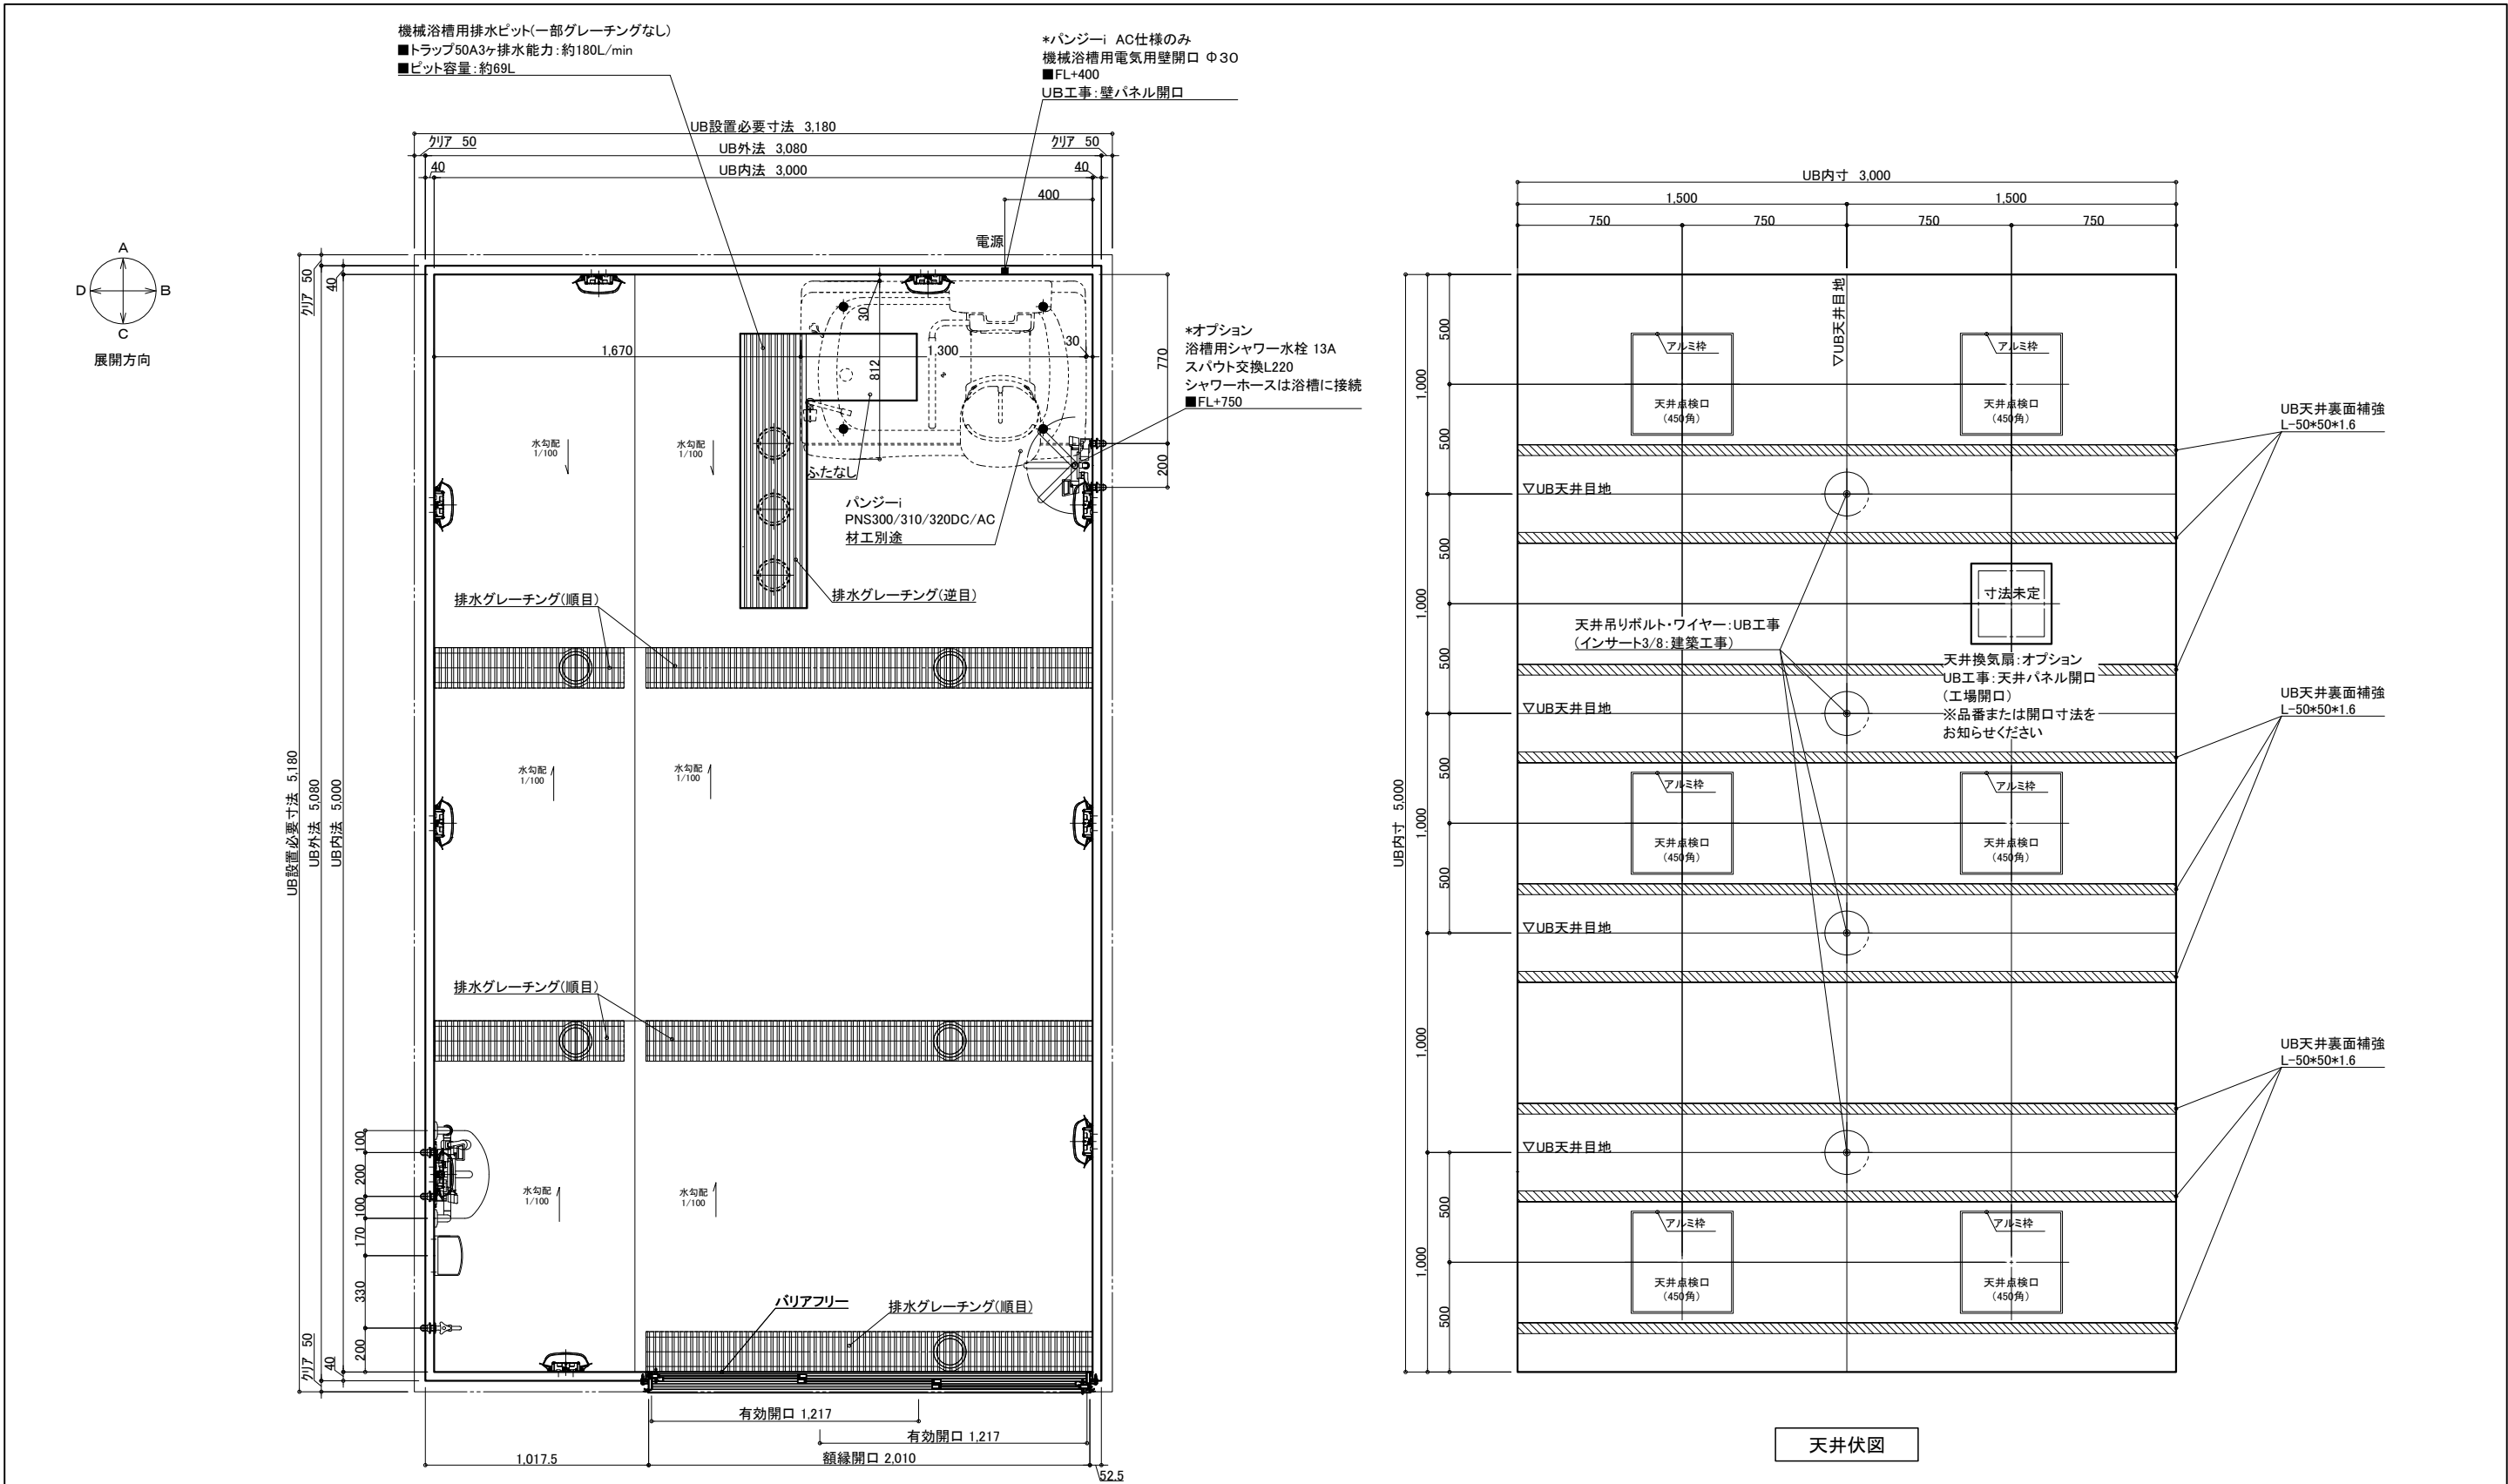 機械浴槽用排水ピット(一部グレーチングなし)
■トラップ50A3ヶ排水能力:約180L/min
■ピット容量:約69L
*パンジーi AC仕様のみ
機械浴槽用電気用壁開口 Φ30
■FL+400
UB工事:壁パネル開口
UB設置必要寸法 3,180
クリア 50
UB外法 3,080
クリア 50
40
UB内法 3,000
40
400
電源
A
D
B
C
展開方向
クリア 50
40
30
1,670
1,300
30
812
770
200
*オプション
浴槽用シャワー水栓 13A
スパウト交換L220
シャワーホースは浴槽に接続
■FL+750
水勾配
1/100
水勾配
1/100
ふたなし
パンジーi
PNS300/310/320DC/AC
材工別途
排水グレーチング(順目)
排水グレーチング(逆目)
水勾配
1/100
水勾配
1/100
UB設置必要寸法 5,180
UB外法 5,080
UB内法 5,000
排水グレーチング(順目)
100
200
100
170
330
200
水勾配
1/100
水勾配
1/100
バリアフリー
排水グレーチング(順目)
クリア 50
40
有効開口 1,217
有効開口 1,217
1,017.5
額縁開口 2,010
52.5
UB内寸 3,000
1,500
1,500
750
750
750
750
▽UB天井目地
500
1,000
500
アルミ枠
天井点検口
(450角)
アルミ枠
天井点検口
(450角)
UB天井裏面補強
L-50*50*1.6
▽UB天井目地
500
1,000
500
寸法未定
天井吊りボルト・ワイヤー:UB工事
(インサート3/8:建築工事)
天井換気扇:オプション
UB工事:天井パネル開口
(工場開口)
※品番または開口寸法を
お知らせください
▽UB天井目地
UB天井裏面補強
L-50*50*1.6
UB内寸 5,000
500
1,000
500
アルミ枠
天井点検口
(450角)
アルミ枠
天井点検口
(450角)
▽UB天井目地
1,000
UB天井裏面補強
L-50*50*1.6
▽UB天井目地
500
1,000
500
アルミ枠
天井点検口
(450角)
アルミ枠
天井点検口
(450角)
天井伏図